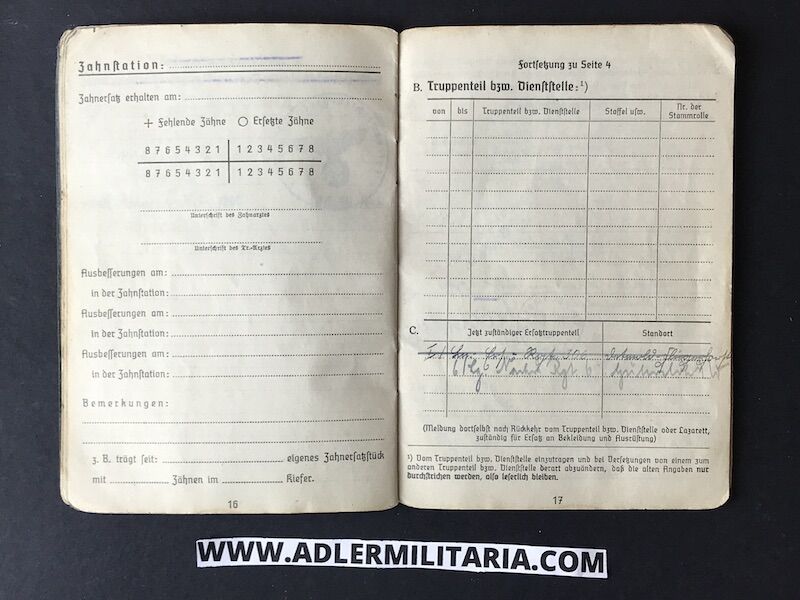 Zahnstation:
Zahnersatz erhalten am:
+ Fehlende Zähne ○ Ersetzte Zähne
8 7 6 5 4 3 2 1 | 1 2 3 4 5 6 7 8
8 7 6 5 4 3 2 1 | 1 2 3 4 5 6 7 8
Unterschrift des Zahnarztes
Unterschrift des Tr.-Arztes
Ausbesserungen am:
in der Zahnstation:
Ausbesserungen am:
in der Zahnstation:
Ausbesserungen am:
in der Zahnstation:
Bemerkungen:
z. B. trägt seit: eigenes Zahnersatzstück
mit Zähnen im Kiefer.
16
Fortsetzung zu Seite 4
B. Truppenteil bzw. Dienststelle:¹)
von bis Truppenteil bzw. Dienststelle Staffel usw. Nr. der Stammrolle
C. Jetzt zuständiger Ersatztruppenteil Standort
(Meldung dortselbst nach Rückkehr vom Truppenteil bzw. Dienststelle oder Lazarett,
zuständig für Ersatz an Bekleidung und Ausrüstung)
¹) Vom Truppenteil bzw. Dienststelle einzutragen und bei Versetzungen von einem zum
anderen Truppenteil bzw. Dienststelle derart abzuändern, daß die alten Angaben nur
durchstrichen werden, also leserlich bleiben.
17
WWW.ADLERMILITARIA.COM